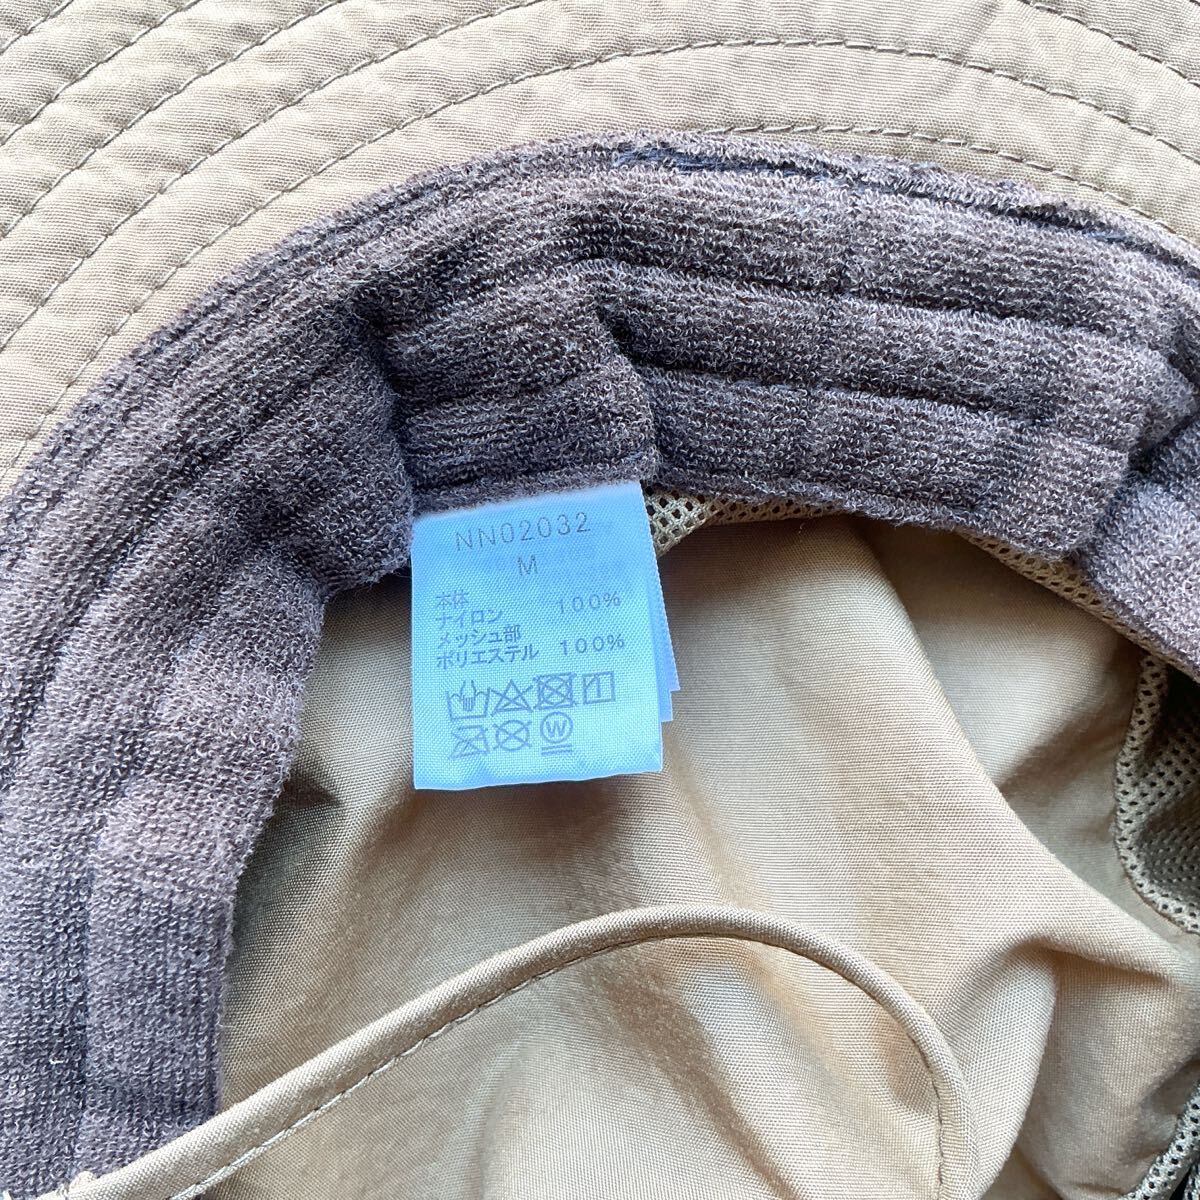 NN02032
M
本体
ナイロン 100%
メッシュ部
ポリエステル 100%
W